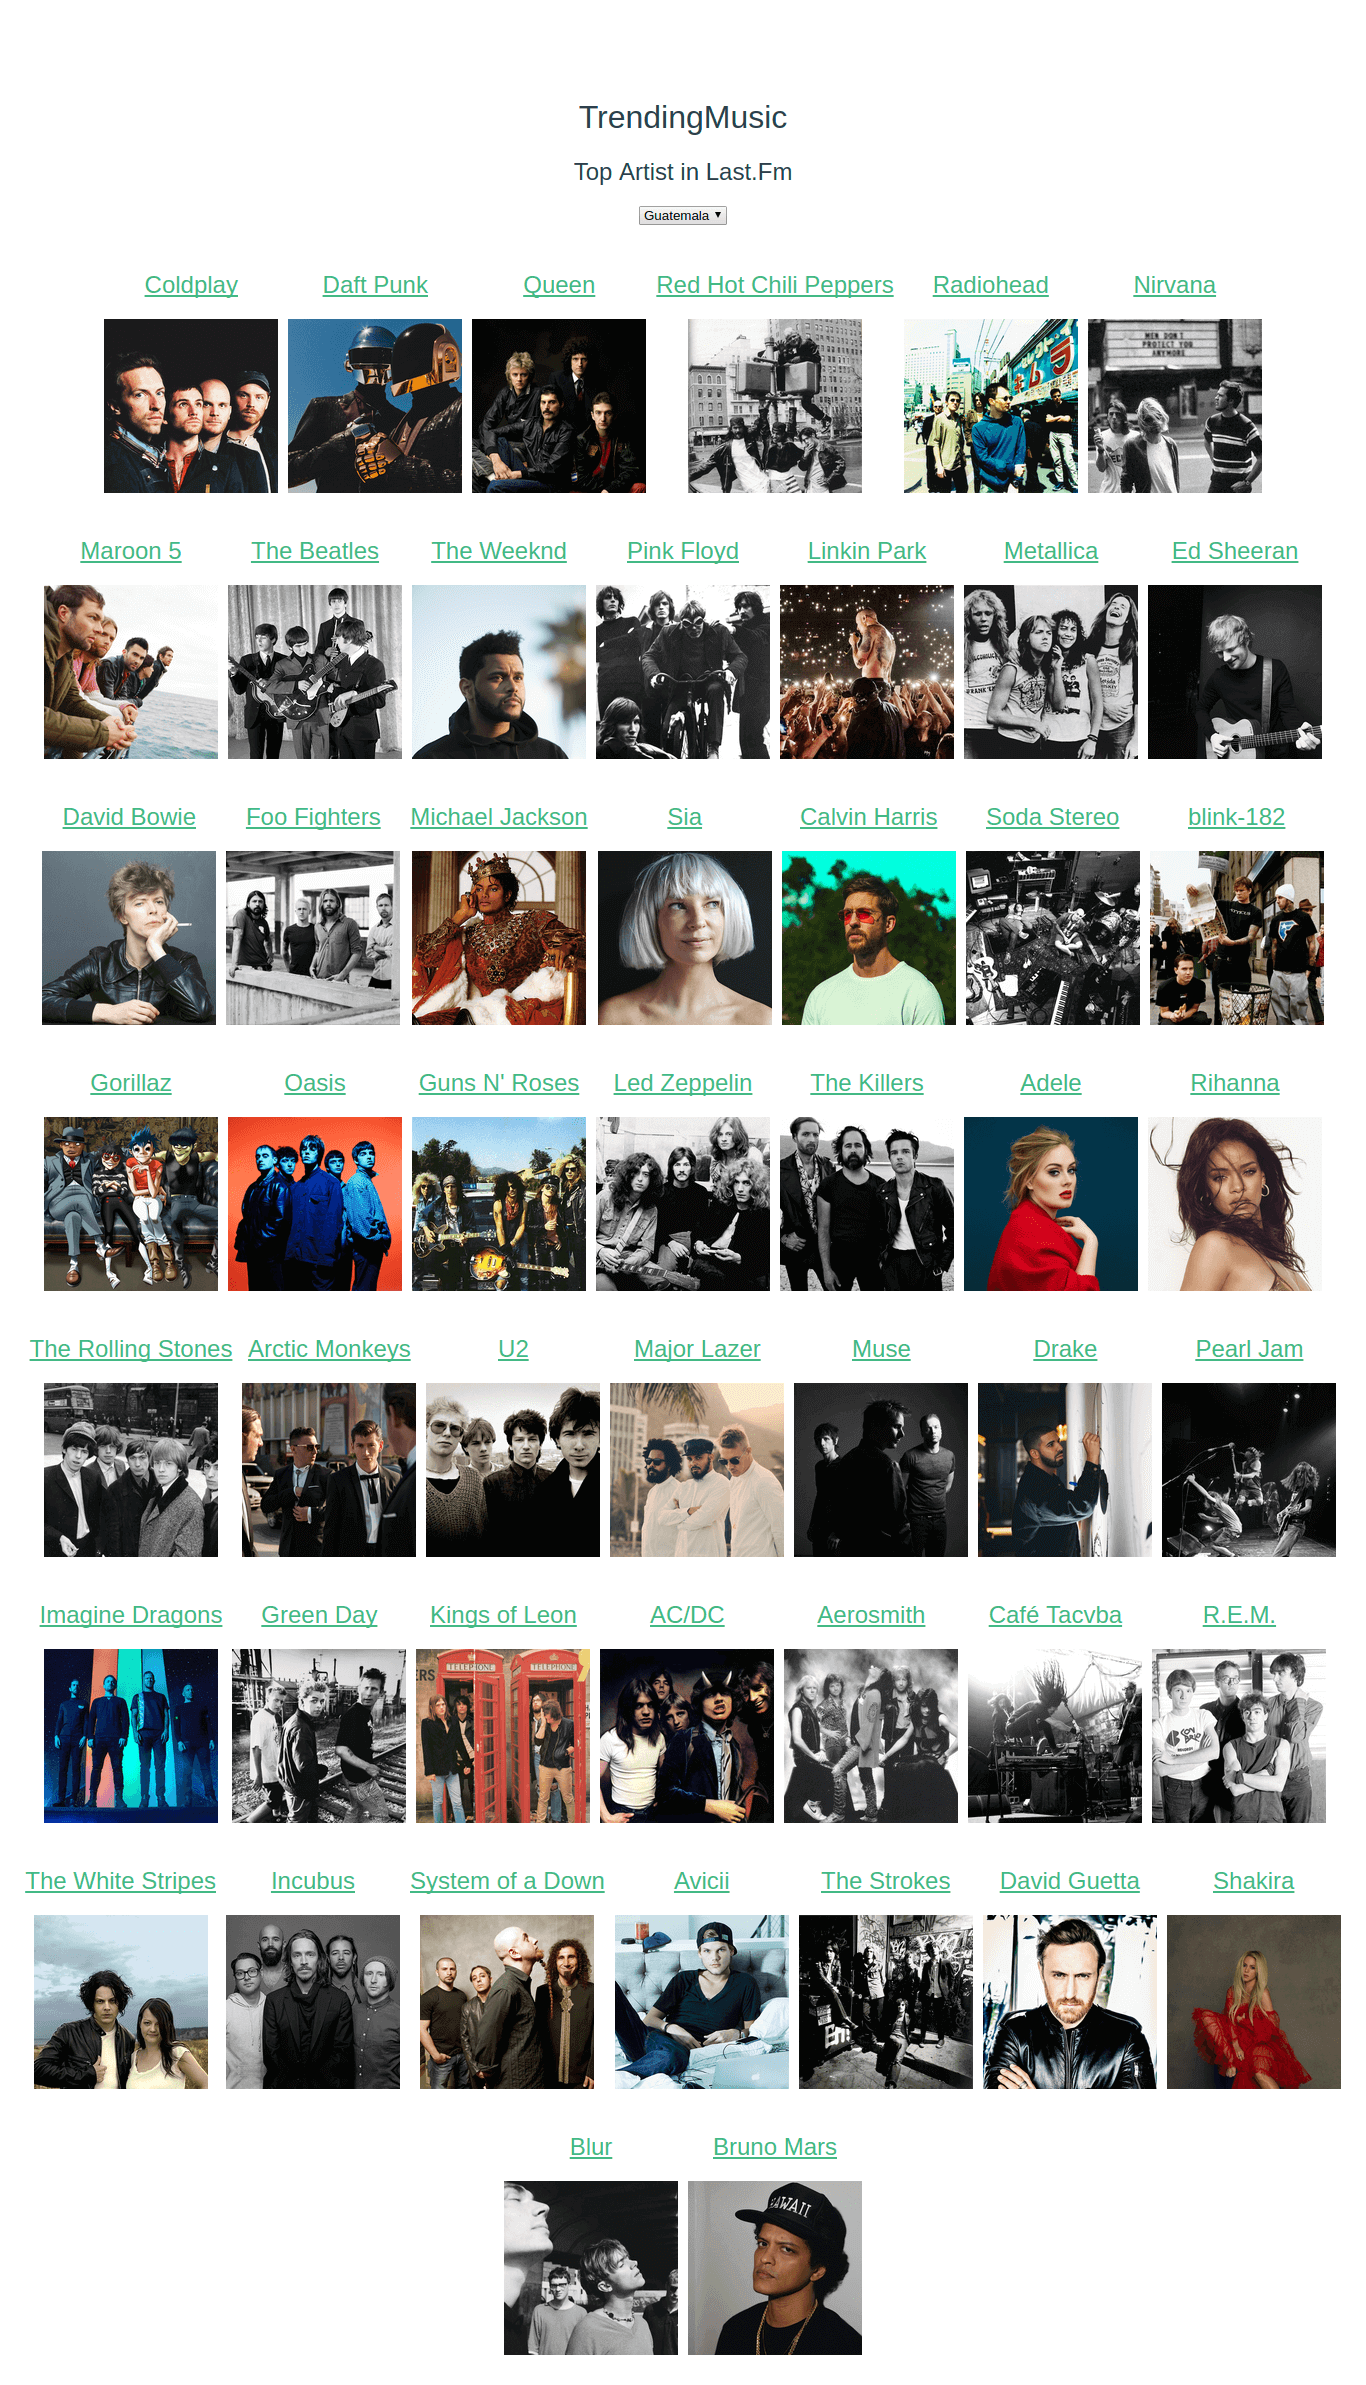 TrendingMusic
Top Artist in Last.Fm
Guatemala
Coldplay Daft Punk Queen Red Hot Chili Peppers Radiohead Nirvana
MEN DON'T
PROTECT YOU
ANYMORE
Maroon 5 The Beatles The Weeknd Pink Floyd Linkin Park Metallica Ed Sheeran
David Bowie Foo Fighters Michael Jackson Sia Calvin Harris Soda Stereo blink-182
Gorillaz Oasis Guns N' Roses Led Zeppelin The Killers Adele Rihanna
The Rolling Stones Arctic Monkeys U2 Major Lazer Muse Drake Pearl Jam
Imagine Dragons Green Day Kings of Leon AC/DC Aerosmith Café Tacvba R.E.M.
TELEPHONE TELEPHONE
The White Stripes Incubus System of a Down Avicii The Strokes David Guetta Shakira
Blur Bruno Mars
HAWAII